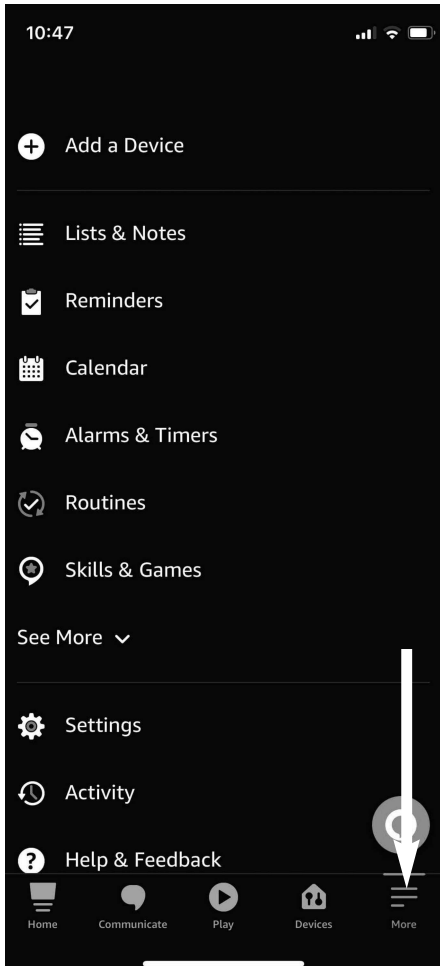 10:47
Add a Device
Lists & Notes
Reminders
Calendar
Alarms & Timers
Routines
Skills & Games
See More
Settings
Activity
Help & Feedback
Home Communicate Play Devices More